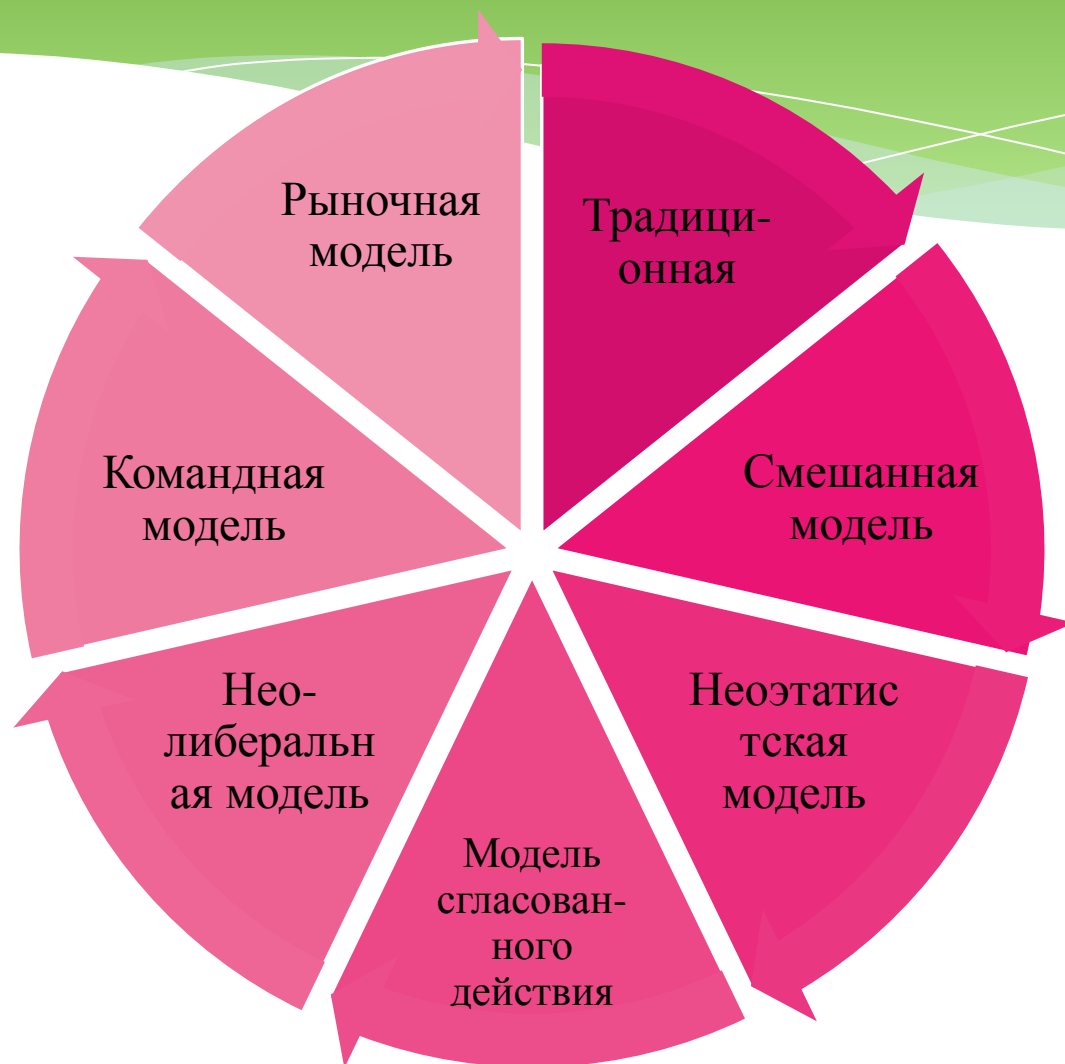 Традици-
онная
Смешанная
модель
Неоэтатис
тская
модель
Модель
сгласован-
ного
действия
Нео-
либеральн
ая модель
Командная
модель
Рыночная
модель